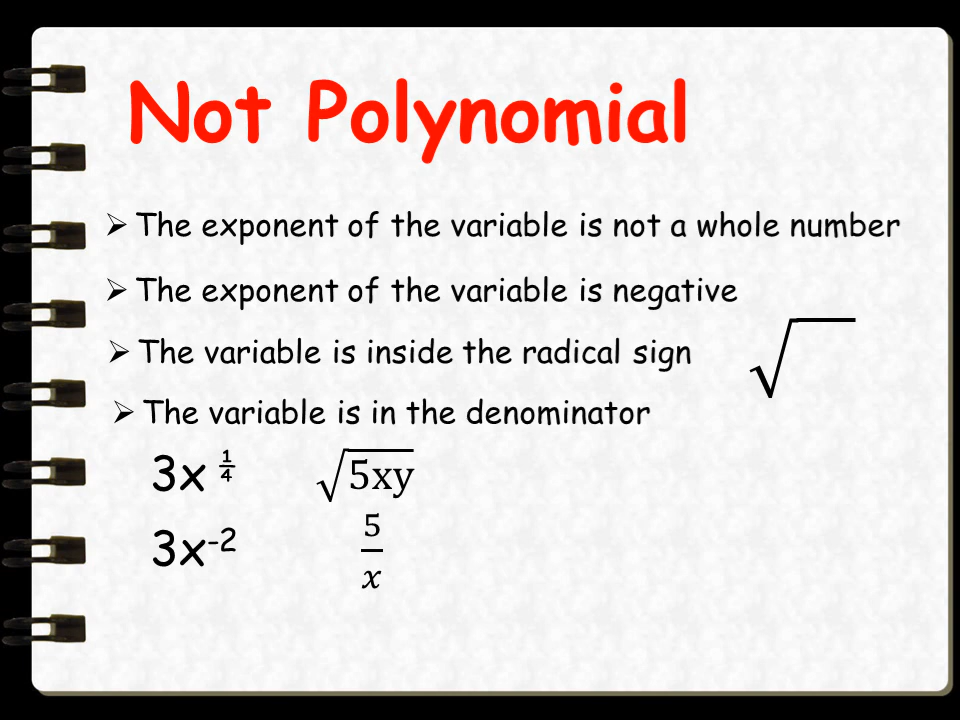 Not Polynomial
➢ The exponent of the variable is not a whole number
➢ The exponent of the variable is negative
➢ The variable is inside the radical sign √
➢ The variable is in the denominator
3x ¼ √5xy
3x⁻² 5/x